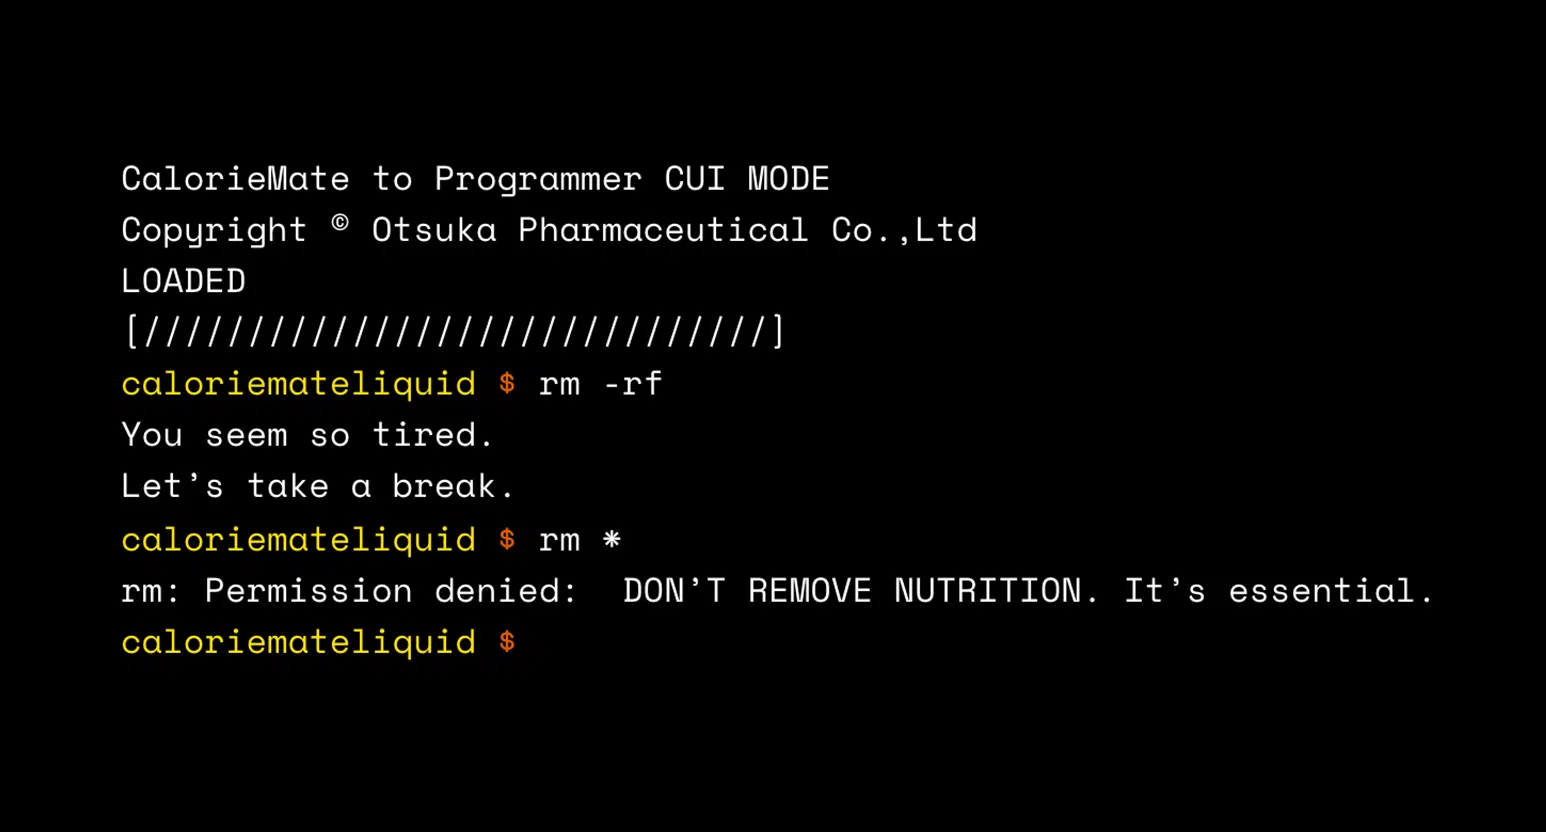 CalorieMate to Programmer CUI MODE
Copyright © Otsuka Pharmaceutical Co.,Ltd
LOADED
[//////////////////////////////]
caloriemateliquid $ rm -rf
You seem so tired.
Let’s take a break.
caloriemateliquid $ rm *
rm: Permission denied:  DON’T REMOVE NUTRITION. It’s essential.
caloriemateliquid $